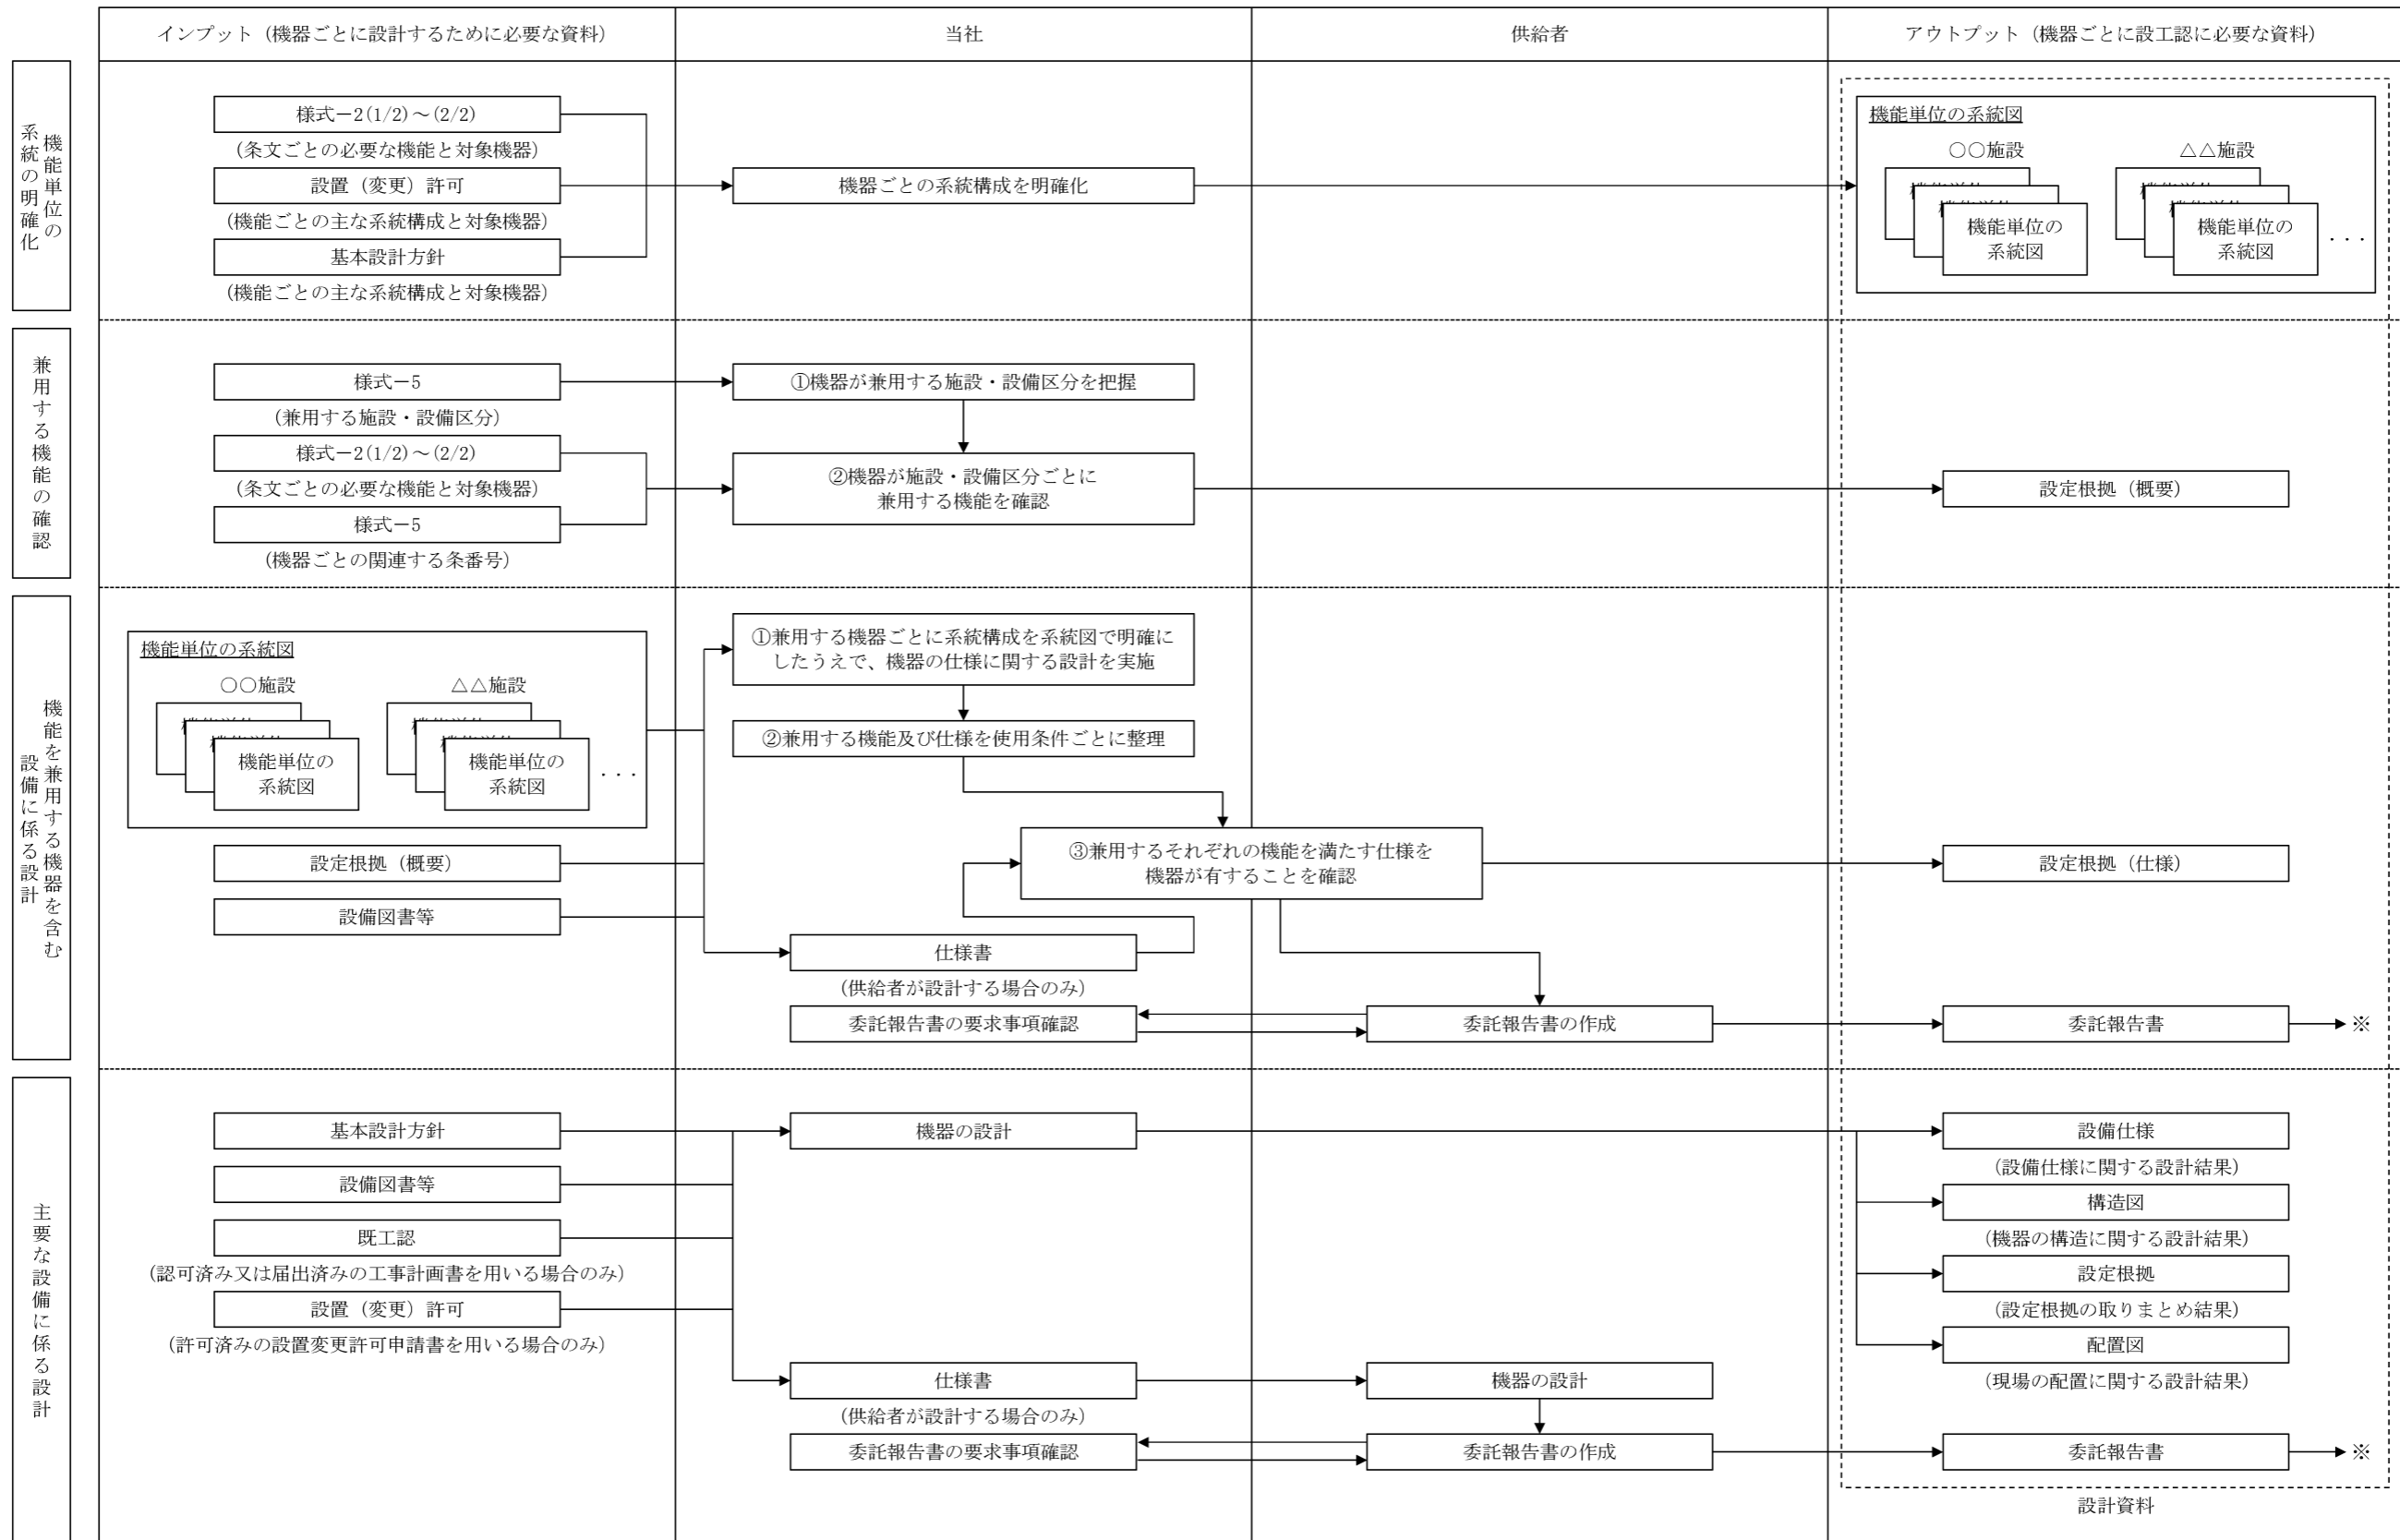 インプット（機器ごとに設計するために必要な資料）
当社
供給者
アウトプット（機器ごとに設工認に必要な資料）
機能単位の
系統の明確化
様式－2(1/2)～(2/2)
（条文ごとの必要な機能と対象機器）
設置（変更）許可
（機能ごとの主な系統構成と対象機器）
基本設計方針
（機能ごとの主な系統構成と対象機器）
機器ごとの系統構成を明確化
機能単位の系統図
○○施設
△△施設
機能単位の
系統図
機能単位の
系統図
・・・
兼用する機能の確認
様式－5
（兼用する施設・設備区分）
様式－2(1/2)～(2/2)
（条文ごとの必要な機能と対象機器）
様式－5
（機器ごとの関連する条番号）
①機器が兼用する施設・設備区分を把握
②機器が施設・設備区分ごとに
兼用する機能を確認
設定根拠（概要）
機能を兼用する機器を含む
設備に係る設計
機能単位の系統図
○○施設
△△施設
機能単位の
系統図
機能単位の
系統図
・・・
設定根拠（概要）
設備図書等
①兼用する機器ごとに系統構成を系統図で明確に
したうえで、機器の仕様に関する設計を実施
②兼用する機能及び仕様を使用条件ごとに整理
③兼用するそれぞれの機能を満たす仕様を
機器が有することを確認
設定根拠（仕様）
仕様書
（供給者が設計する場合のみ）
委託報告書の要求事項確認
委託報告書の作成
委託報告書
※
主要な設備に係る設計
基本設計方針
設備図書等
既工認
（認可済み又は届出済みの工事計画書を用いる場合のみ）
設置（変更）許可
（許可済みの設置変更許可申請書を用いる場合のみ）
機器の設計
設備仕様
（設備仕様に関する設計結果）
構造図
（機器の構造に関する設計結果）
設定根拠
（設定根拠の取りまとめ結果）
配置図
（現場の配置に関する設計結果）
仕様書
（供給者が設計する場合のみ）
機器の設計
委託報告書の要求事項確認
委託報告書の作成
委託報告書
※
設計資料